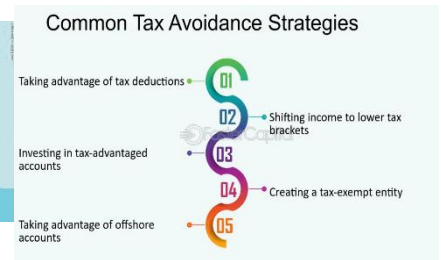 Common Tax Avoidance Strategies
Taking advantage of tax deductions
01
02
Shifting income to lower tax
brackets
Investing in tax-advantaged
accounts
03
04
Creating a tax-exempt entity
Taking advantage of offshore
accounts
05